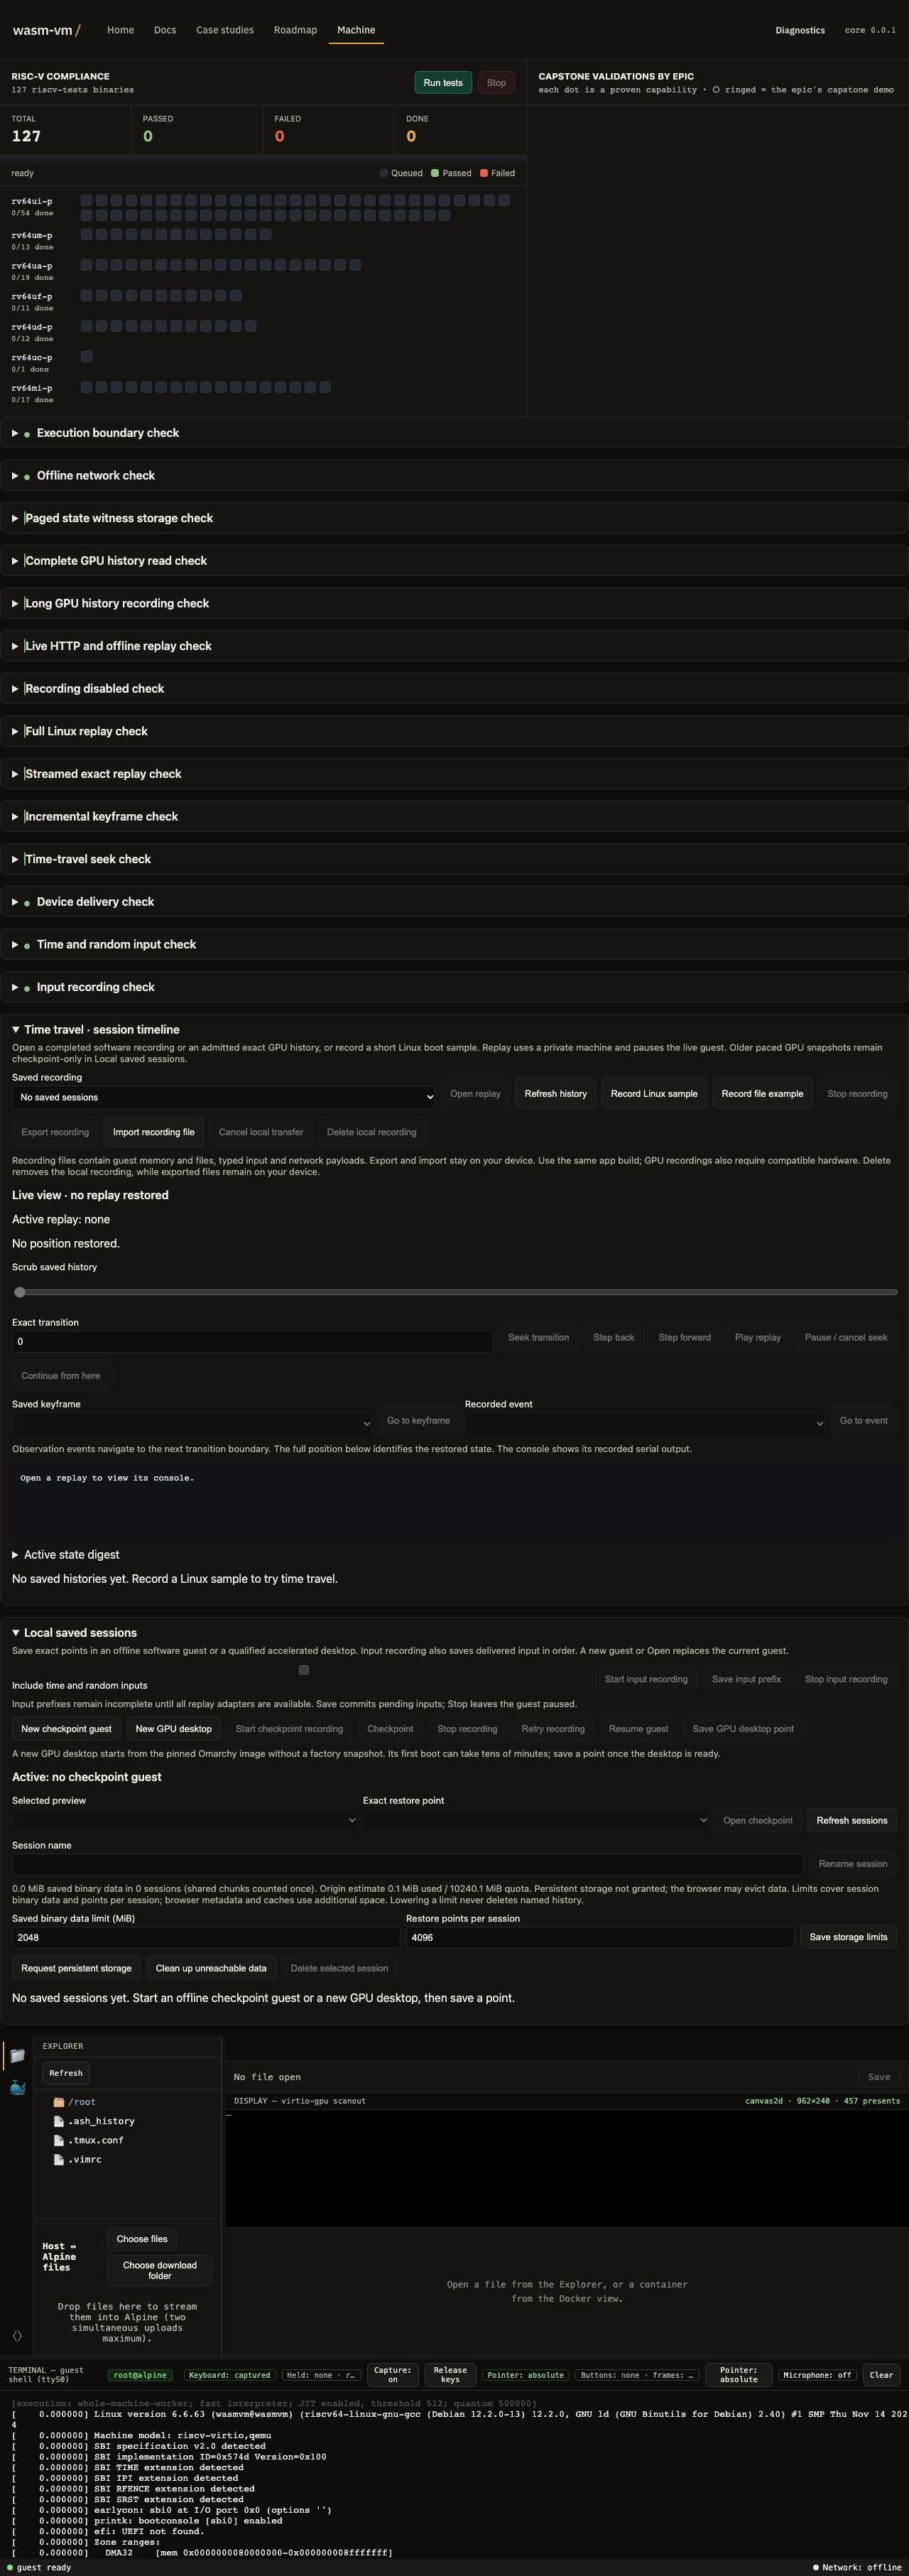 wasm-vm/ Home Docs Case studies Roadmap Machine Diagnostics core 0.0.1
RISC-V COMPLIANCE
127 riscv-tests binaries
Run tests Stop
CAPSTONE VALIDATIONS BY EPIC
each dot is a proven capability · ○ ringed = the epic's capstone demo
TOTAL PASSED FAILED DONE
127 0 0 0
ready Queued Passed Failed
rv64ui-p
0/54 done
rv64um-p
0/13 done
rv64ua-p
0/19 done
rv64uf-p
0/11 done
rv64ud-p
0/12 done
rv64uc-p
0/1 done
rv64mi-p
0/17 done
Execution boundary check
Offline network check
Paged state witness storage check
Complete GPU history read check
Long GPU history recording check
Live HTTP and offline replay check
Recording disabled check
Full Linux replay check
Streamed exact replay check
Incremental keyframe check
Time-travel seek check
Device delivery check
Time and random input check
Input recording check
Time travel · session timeline
Open a completed software recording or an admitted exact GPU history, or record a short Linux boot sample. Replay uses a private machine and pauses the live guest. Older paced GPU snapshots remain
checkpoint-only in Local saved sessions.
Saved recording
No saved sessions Open replay Refresh history Record Linux sample Record file example Stop recording
Export recording Import recording file Cancel local transfer Delete local recording
Recording files contain guest memory and files, typed input and network payloads. Export and import stay on your device. Use the same app build; GPU recordings also require compatible hardware. Delete
removes the local recording, while exported files remain on your device.
Live view · no replay restored
Active replay: none
No position restored.
Scrub saved history
Exact transition
0 Seek transition Step back Step forward Play replay Pause / cancel seek
Continue from here
Saved keyframe Go to keyframe Recorded event Go to event
Observation events navigate to the next transition boundary. The full position below identifies the restored state. The console shows its recorded serial output.
Open a replay to view its console.
Active state digest
No saved histories yet. Record a Linux sample to try time travel.
Local saved sessions
Save exact points in an offline software guest or a qualified accelerated desktop. Input recording also saves delivered input in order. A new guest or Open replaces the current guest.
Include time and random inputs Start input recording Save input prefix Stop input recording
Input prefixes remain incomplete until all replay adapters are available. Save commits pending inputs; Stop leaves the guest paused.
New checkpoint guest New GPU desktop Start checkpoint recording Checkpoint Stop recording Retry recording Resume guest Save GPU desktop point
A new GPU desktop starts from the pinned Omarchy image without a factory snapshot. Its first boot can take tens of minutes; save a point once the desktop is ready.
Active: no checkpoint guest
Selected preview Exact restore point Open checkpoint Refresh sessions
Session name
Rename session
0.0 MiB saved binary data in 0 sessions (shared chunks counted once). Origin estimate 0.1 MiB used / 10240.1 MiB quota. Persistent storage not granted; the browser may evict data. Limits cover session
binary data and points per session; browser metadata and caches use additional space. Lowering a limit never deletes named history.
Saved binary data limit (MiB) Restore points per session
2048 4096 Save storage limits
Request persistent storage Clean up unreachable data Delete selected session
No saved sessions yet. Start an offline checkpoint guest or a new GPU desktop, then save a point.
EXPLORER
Refresh
/root
.ash_history
.tmux.conf
.vimrc
Host ↔
Alpine
files
Choose files
Choose download
folder
Drop files here to stream
them into Alpine (two
simultaneous uploads
maximum).
No file open Save
DISPLAY — virtio-gpu scanout canvas2d · 962×240 · 457 presents
Open a file from the Explorer, or a container
from the Docker view.
TERMINAL — guest
shell (ttyS0)
root@alpine Keyboard: captured Held: none · r… Capture:
on
Release
keys
Pointer: absolute Buttons: none · frames: … Pointer:
absolute
Microphone: off Clear
[execution: whole-machine-worker; fast interpreter; JIT enabled, threshold 512; quantum 500000]
[    0.000000] Linux version 6.6.63 (wasmvm@wasmvm) (riscv64-linux-gnu-gcc (Debian 12.2.0-13) 12.2.0, GNU ld (GNU Binutils for Debian) 2.40) #1 SMP Thu Nov 14 202
4
[    0.000000] Machine model: riscv-virtio,qemu
[    0.000000] SBI specification v2.0 detected
[    0.000000] SBI implementation ID=0x574d Version=0x100
[    0.000000] SBI TIME extension detected
[    0.000000] SBI IPI extension detected
[    0.000000] SBI RFENCE extension detected
[    0.000000] SBI SRST extension detected
[    0.000000] earlycon: sbi0 at I/O port 0x0 (options '')
[    0.000000] printk: bootconsole [sbi0] enabled
[    0.000000] efi: UEFI not found.
[    0.000000] Zone ranges:
[    0.000000]   DMA32    [mem 0x0000000080000000-0x000000008fffffff]
guest ready Network: offline